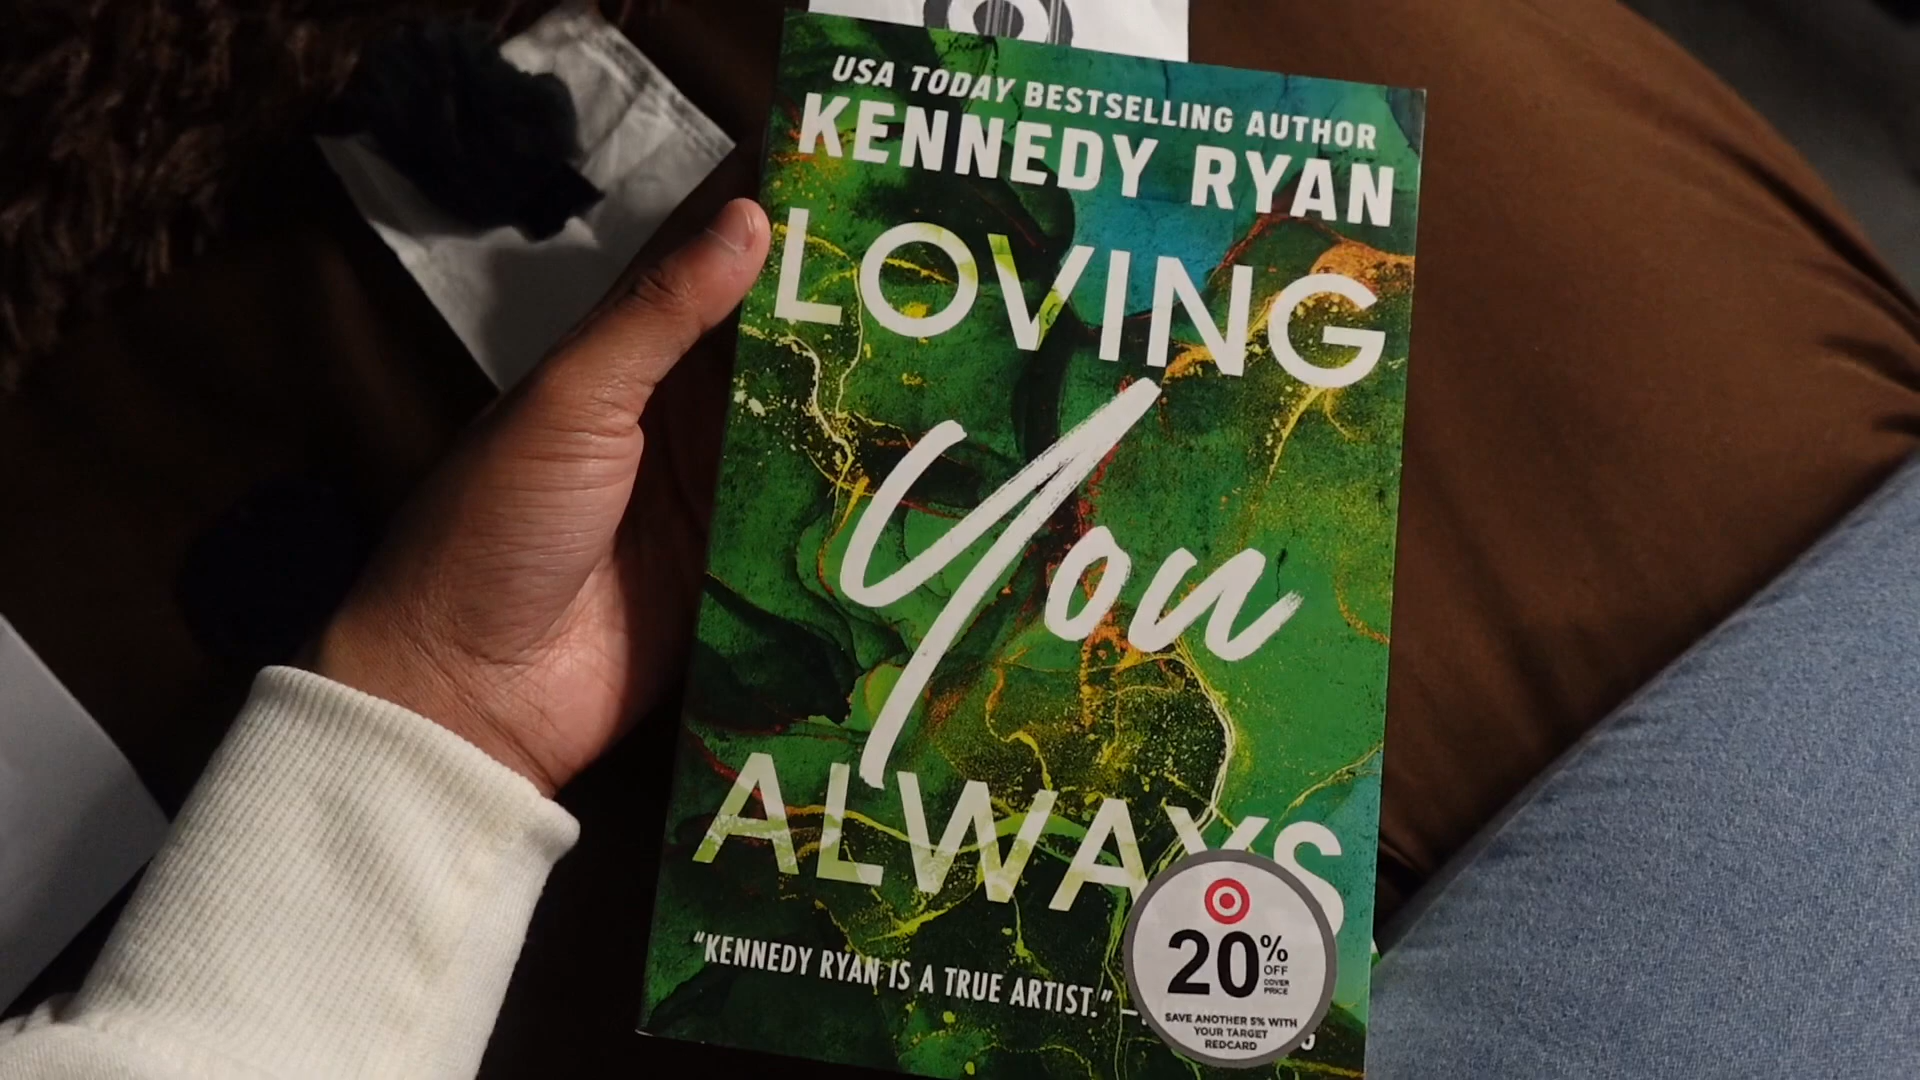 USA TODAY BESTSELLING AUTHOR
KENNEDY RYAN
LOVING
You
ALWAYS
"KENNEDY RYAN IS A TRUE ARTIST." —
20%
OFF
COVER
PRICE
SAVE ANOTHER 5% WITH
YOUR TARGET
REDCARD